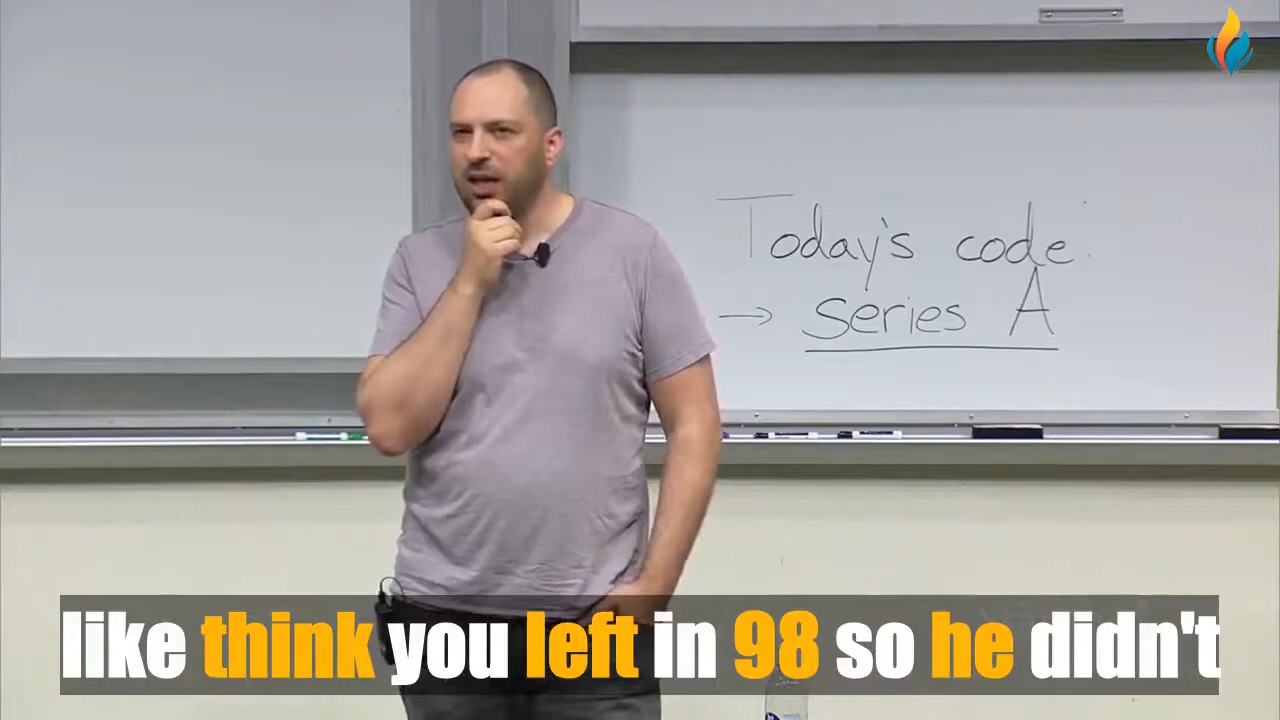 Today's code:
→ series A
like think you left in 98 so he didn't